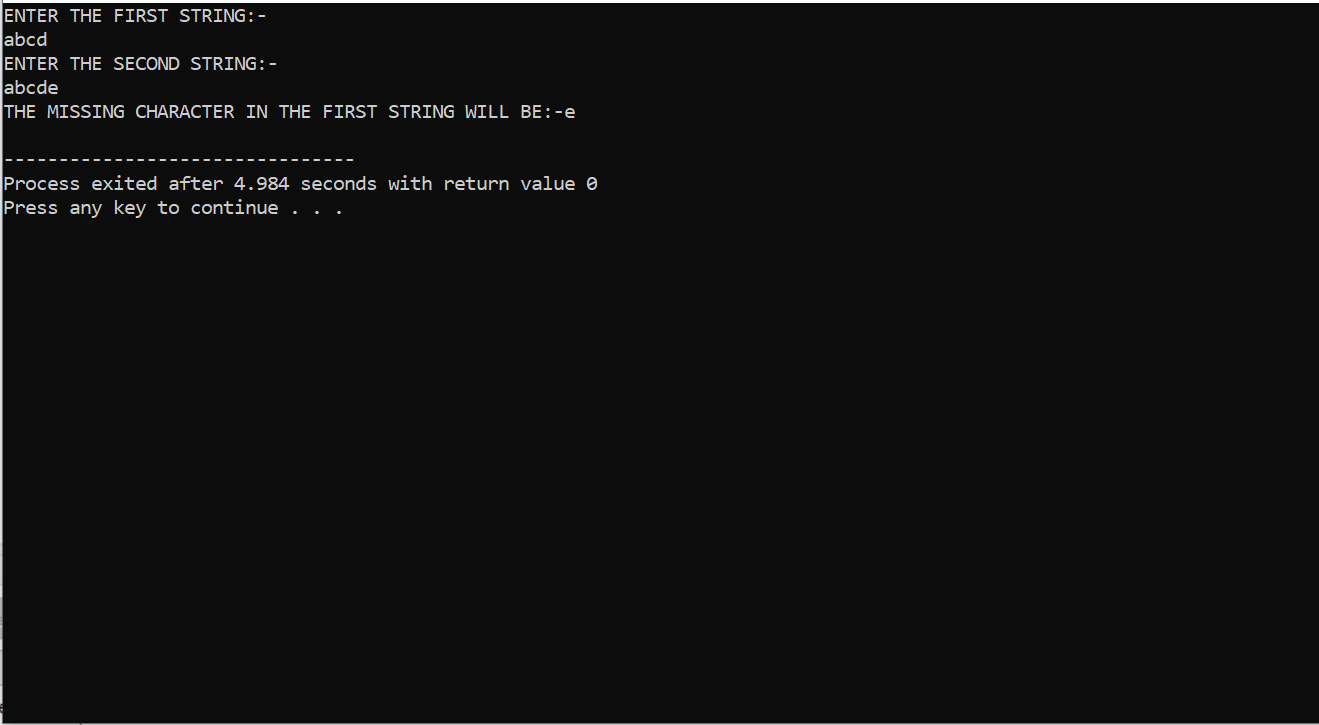 ENTER THE FIRST STRING:-
abcd
ENTER THE SECOND STRING:-
abcde
THE MISSING CHARACTER IN THE FIRST STRING WILL BE:-e
--------------------------------
Process exited after 4.984 seconds with return value 0
Press any key to continue . . .